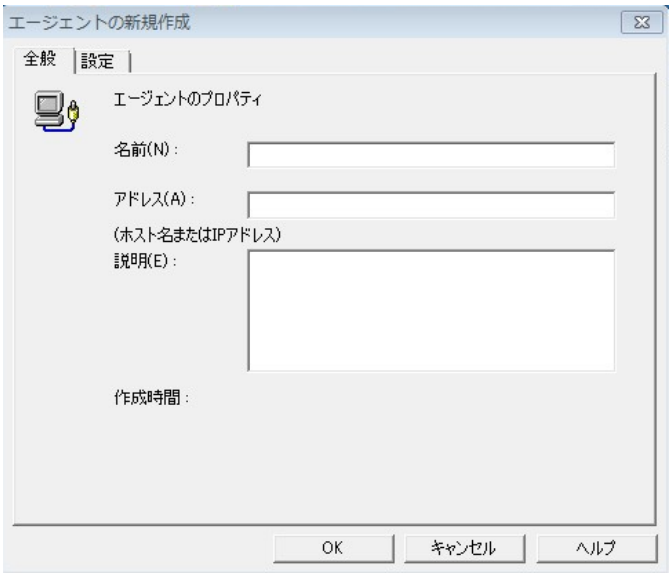 エージェントの新規作成
全般
設定
エージェントのプロパティ
名前(N) :
アドレス(A) :
(ホスト名またはIPアドレス)
説明(E) :
作成時間 :
OK
キャンセル
ヘルプ